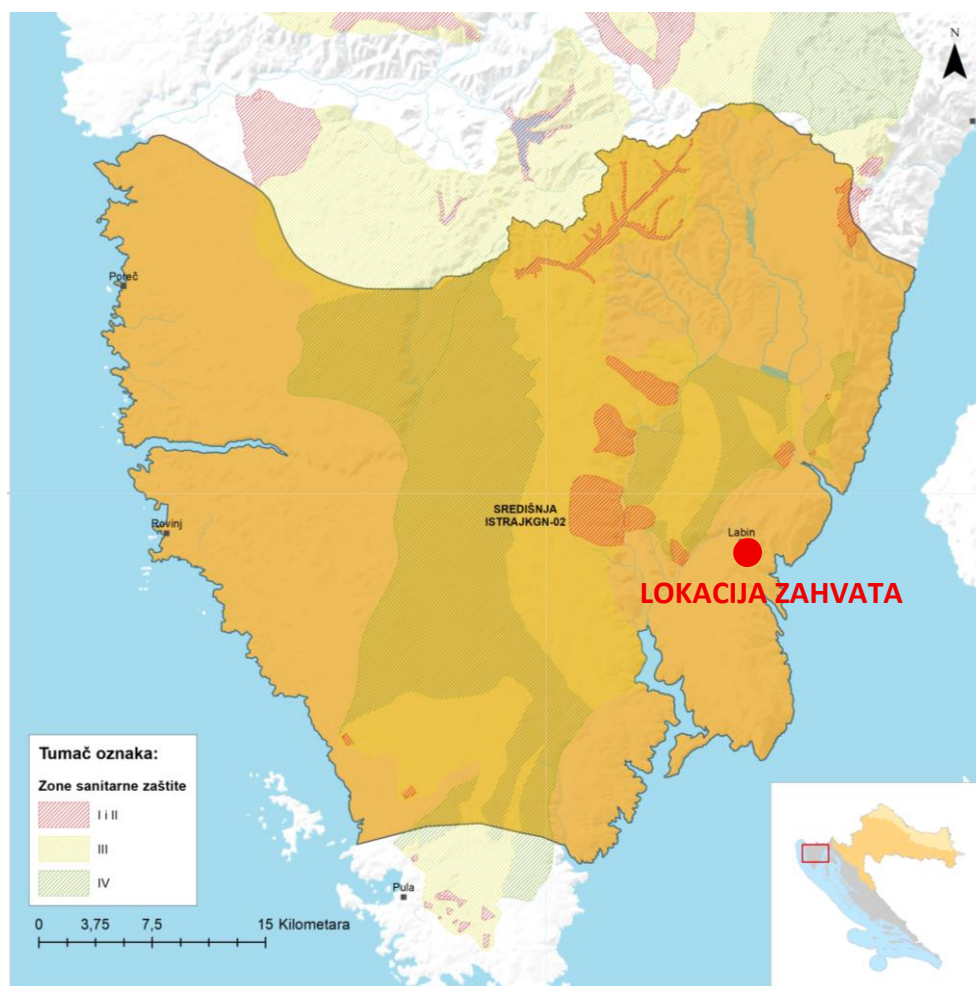 N
Poreč
Rovinj
SREDIŠNJA
ISTRAJKGN-02
Labin
LOKACIJA ZAHVATA
Pula
Tumač oznaka:
Zone sanitarne zaštite
I i II
III
IV
0 3,75 7,5 15 Kilometara